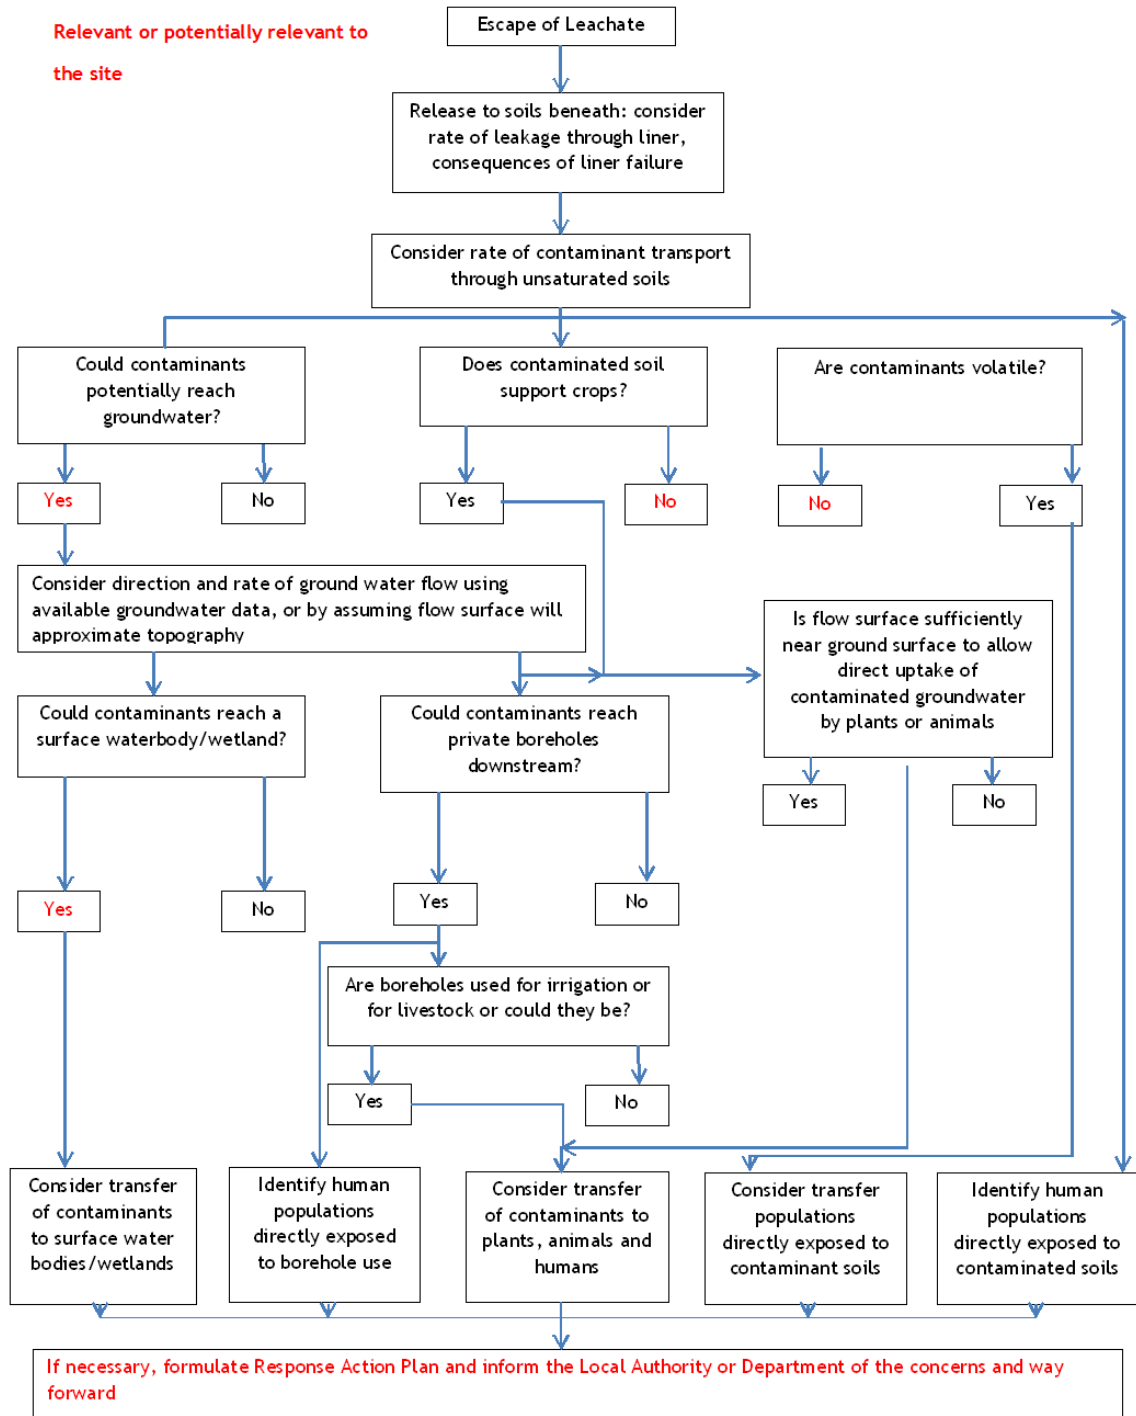 Relevant or potentially relevant to
the site
Escape of Leachate
Release to soils beneath: consider
rate of leakage through liner,
consequences of liner failure
Consider rate of contaminant transport
through unsaturated soils
Could contaminants
potentially reach
groundwater?
Does contaminated soil
support crops?
Are contaminants volatile?
Yes
No
Yes
No
No
Yes
Consider direction and rate of ground water flow using
available groundwater data, or by assuming flow surface will
approximate topography
Is flow surface sufficiently
near ground surface to allow
direct uptake of
contaminated groundwater
by plants or animals
Could contaminants reach a
surface waterbody/wetland?
Could contaminants reach
private boreholes
downstream?
Yes
No
Yes
No
Yes
No
Are boreholes used for irrigation or
for livestock or could they be?
Yes
No
Consider transfer
of contaminants
to surface water
bodies/wetlands
Identify human
populations
directly exposed
to borehole use
Consider transfer
of contaminants to
plants, animals and
humans
Consider transfer
populations
directly exposed to
contaminant soils
Identify human
populations
directly exposed to
contaminated soils
If necessary, formulate Response Action Plan and inform the Local Authority or Department of the concerns and way
forward